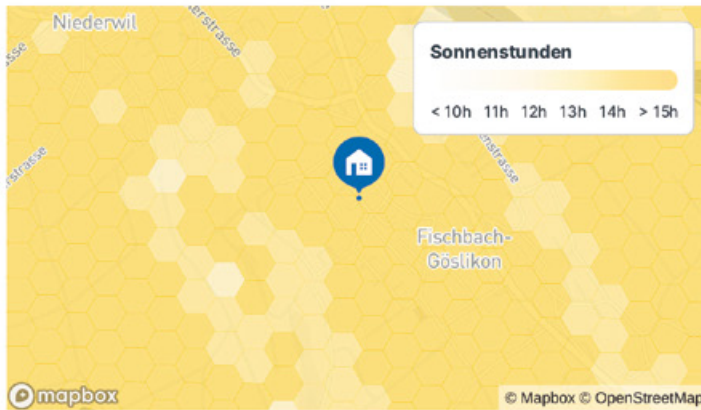 Niederwil
Sonnenstunden
< 10h 11h 12h 13h 14h > 15h
Fischbach-
Göslikon
mapbox
© Mapbox © OpenStreetMap